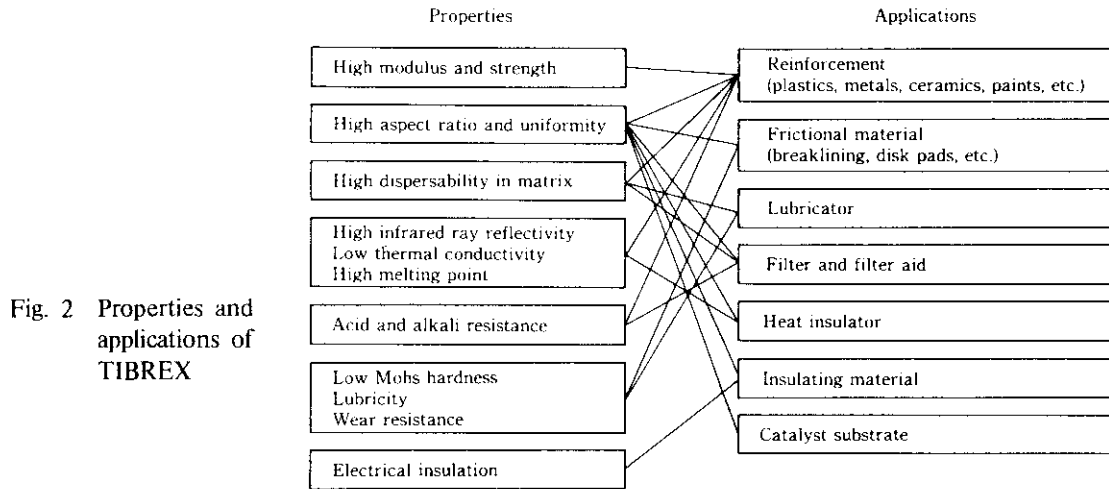 Properties
Applications
High modulus and strength
High aspect ratio and uniformity
High dispersability in matrix
High infrared ray reflectivity
Low thermal conductivity
High melting point
Acid and alkali resistance
Low Mohs hardness
Lubricity
Wear resistance
Electrical insulation
Reinforcement
(plastics, metals, ceramics, paints, etc.)
Frictional material
(breaklining, disk pads, etc.)
Lubricator
Filter and filter aid
Heat insulator
Insulating material
Catalyst substrate
Fig. 2 Properties and
applications of
TIBREX